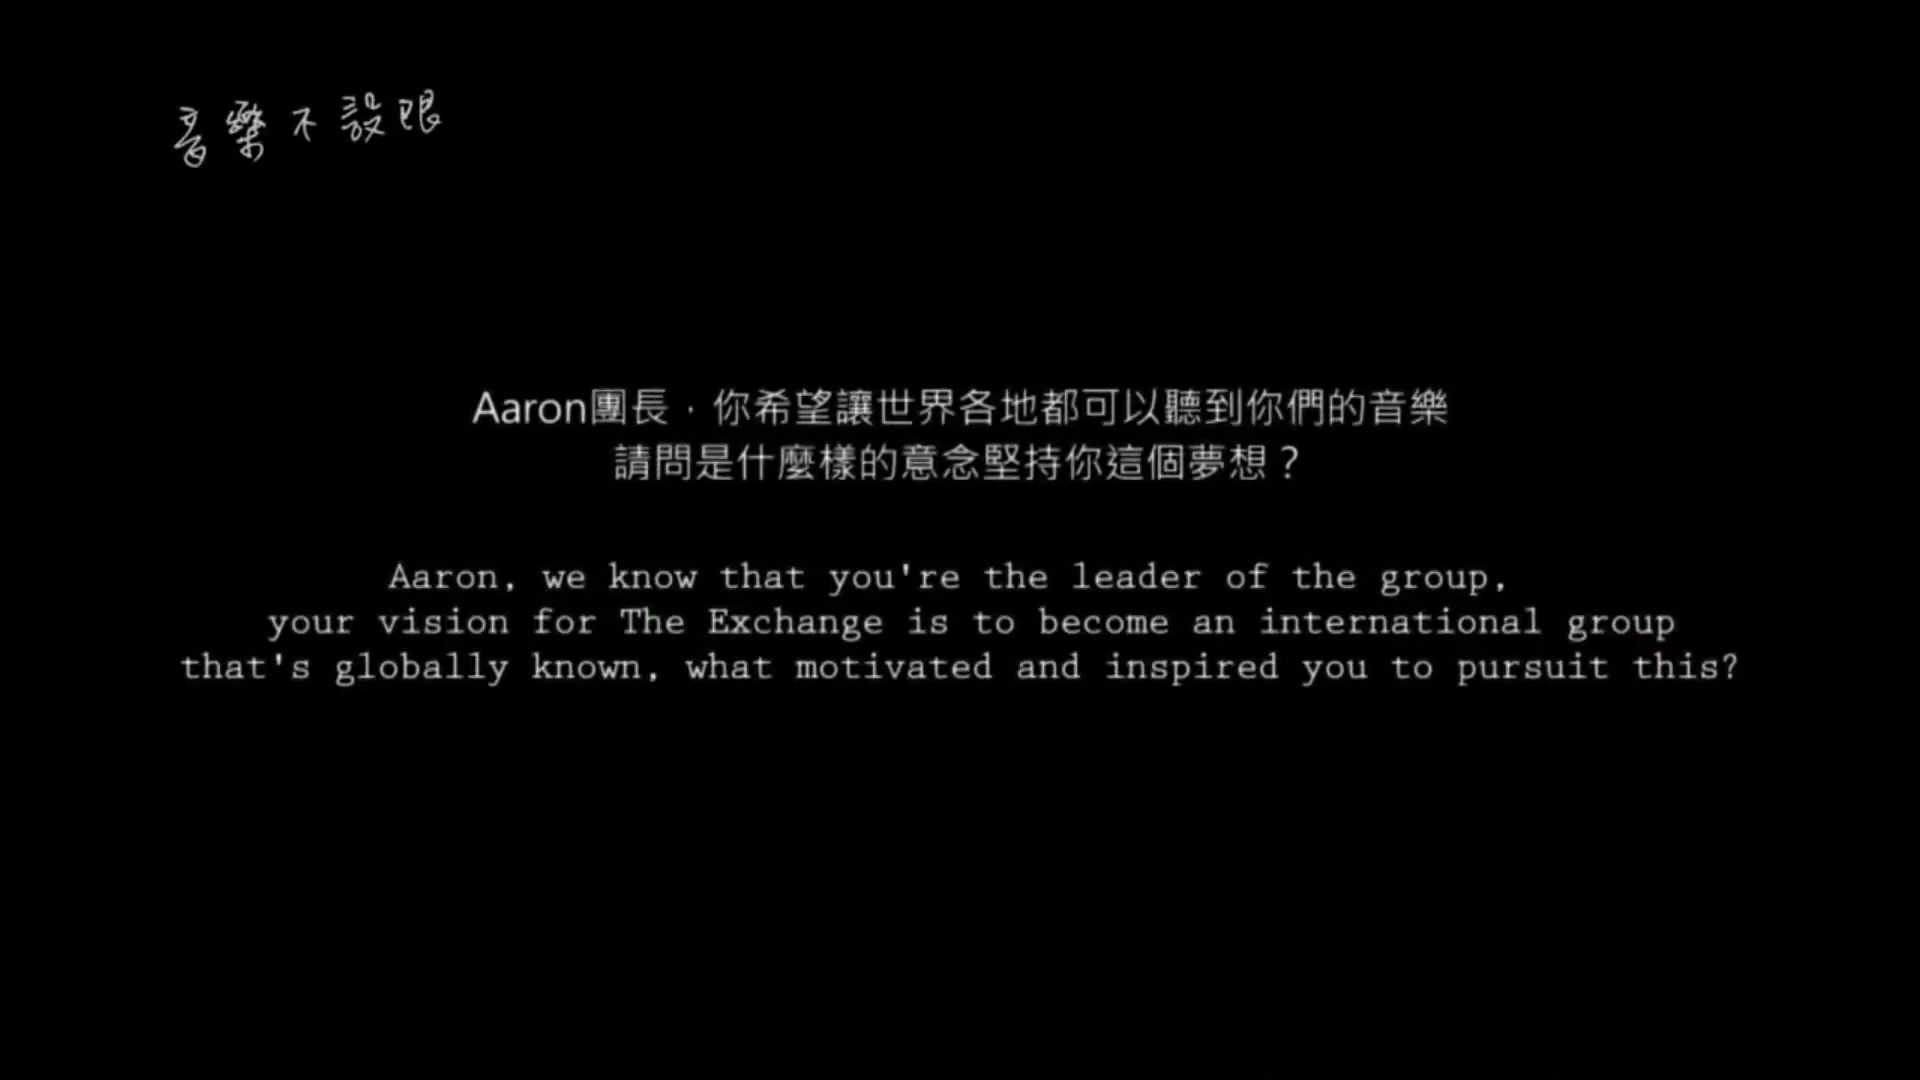 音樂不設限
Aaron團長，你希望讓世界各地都可以聽到你們的音樂
請問是什麼樣的意念堅持你這個夢想？
Aaron, we know that you're the leader of the group,
your vision for The Exchange is to become an international group
that's globally known, what motivated and inspired you to pursuit this?